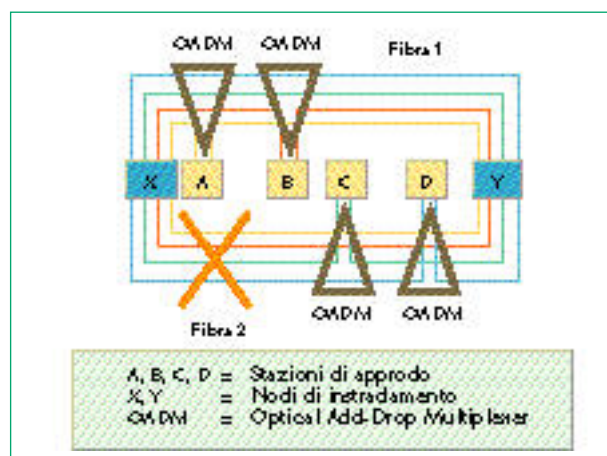 OADM OADM Fibra 1
X A B C D Y
OADM OADM
Fibra 2
A, B, C, D = Stazioni di approdo
X, Y = Nodi di instradamento
OADM = Optical Add-Drop Multiplexer